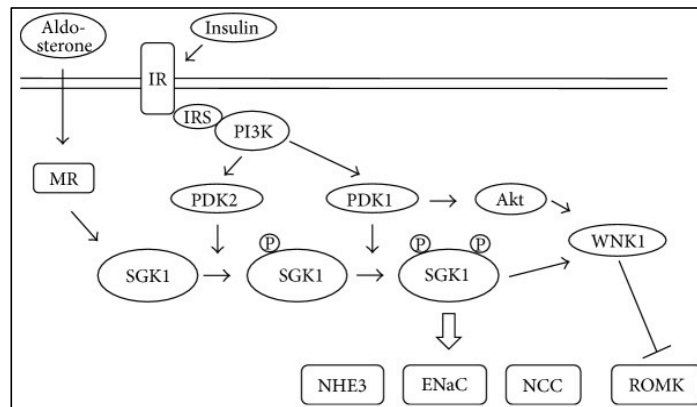 Aldo-
sterone
Insulin
IR
IRS
PI3K
MR
PDK2
PDK1
Akt
WNK1
P
P
P
SGK1
SGK1
SGK1
NHE3
ENaC
NCC
ROMK